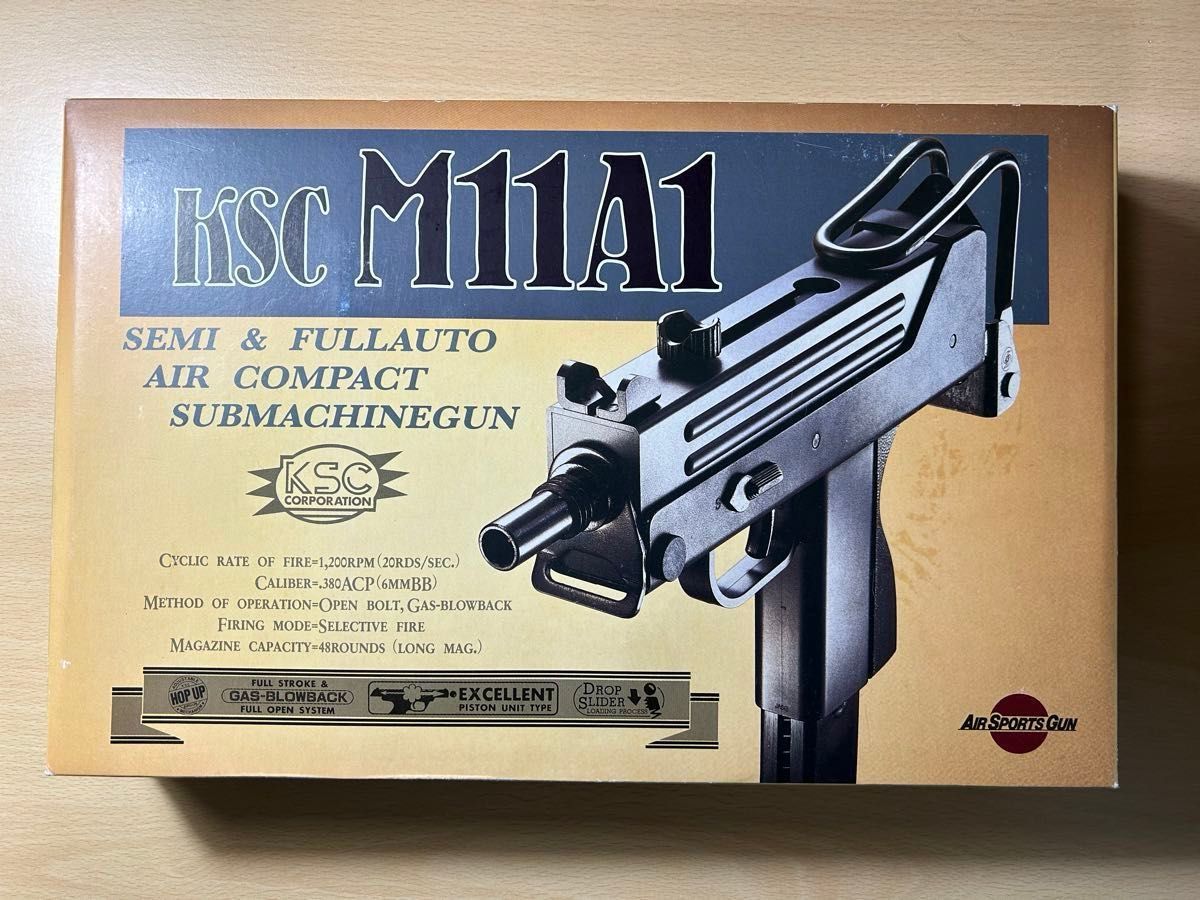 KSC M11A1
SEMI & FULLAUTO
AIR COMPACT
SUBMACHINEGUN
KSC
CORPORATION
CYCLIC RATE OF FIRE=1,200RPM(20RDS/SEC.)
CALIBER=.380ACP(6MMBB)
METHOD OF OPERATION=OPEN BOLT, GAS-BLOWBACK
FIRING MODE=SELECTIVE FIRE
MAGAZINE CAPACITY=48ROUNDS (LONG MAG.)
ADJUSTABLE
HOP UP
FULL STROKE &
GAS-BLOWBACK
FULL OPEN SYSTEM
EXCELLENT
PISTON UNIT TYPE
DROP
SLIDER
LOADING PROCESS
AIR SPORTS GUN